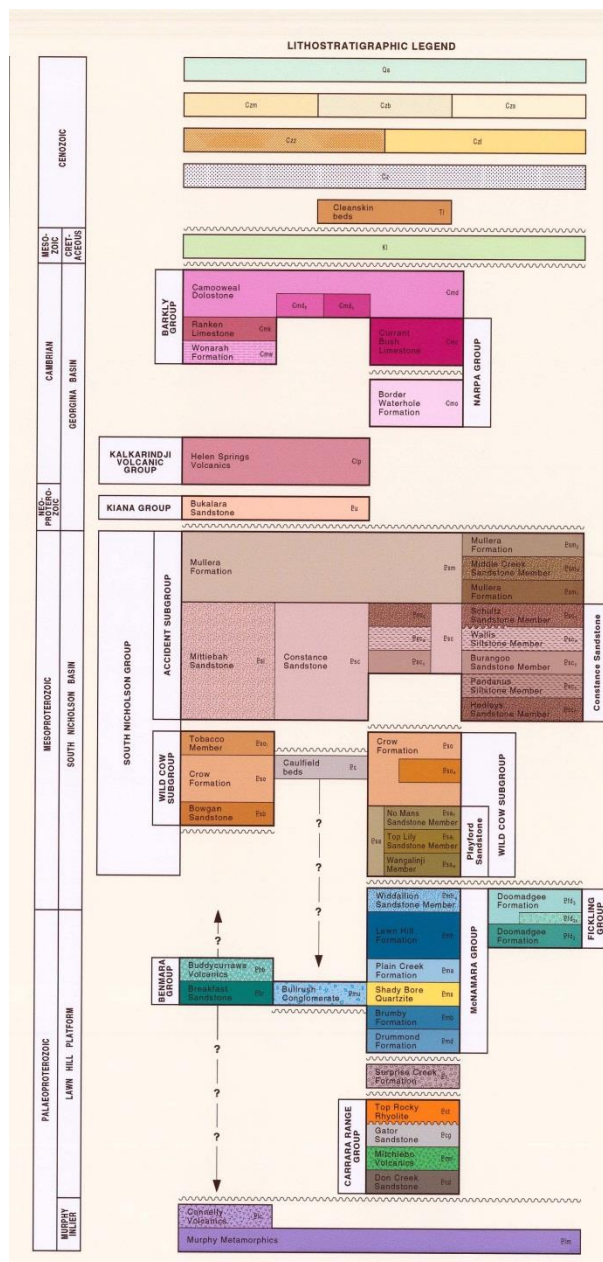 LITHOSTRATIGRAPHIC LEGEND
CENOZOIC
Qa
Czm
Czb
Czs
Czz
Czl
Cz
Cleanskin
beds
Tl
MESO-
ZOIC
CRET-
ACEOUS
Kl
CAMBRIAN
GEORGINA BASIN
BARKLY
GROUP
Camooweal
Dolostone
Ranken
Limestone
Wonarah
Formation
Currant
Bush
Limestone
Border
Waterhole
Formation
NARPA GROUP
KALKARINDJI
VOLCANIC
GROUP
Helen Springs
Volcanics
NEO-
PROTERO-
ZOIC
KIANA GROUP
Bukalara
Sandstone
MESOPROTEROZOIC
SOUTH NICHOLSON BASIN
SOUTH NICHOLSON GROUP
ACCIDENT SUBGROUP
Mullera
Formation
Mullera
Formation
Middle Creek
Sandstone Member
Mullera
Formation
Mittiebah
Sandstone
Constance
Sandstone
Schultz
Sandstone Member
Wallis
Siltstone Member
Burangoo
Sandstone Member
Pandanus
Siltstone Member
Hedleys
Sandstone Member
Constance Sandstone
WILD COW
SUBGROUP
Tobacco
Member
Crow
Formation
Bowgan
Sandstone
Caulfield
beds
Crow
Formation
No Mans
Sandstone Member
Top Lily
Sandstone Member
Wangalinji Member
Playford
Sandstone
WILD COW SUBGROUP
?
?
?
?
PALAEOPROTEROZOIC
LAWN HILL PLATFORM
Widdallion
Sandstone Member
Lawn Hill
Formation
Plain Creek
Formation
Shady Bore
Quartzite
Brumby
Formation
Drummond
Formation
McNAMARA GROUP
Doomadgee
Formation
Doomadgee
Formation
FICKLING
GROUP
BENMARA
GROUP
Buddycurrawa
Volcanics
Breakfast
Sandstone
Bullrush
Conglomerate
?
?
?
Surprise Creek
Formation
CARRARA RANGE
GROUP
Top Rocky
Rhyolite
Gator
Sandstone
Mitchiebo
Volcanics
Don Creek
Sandstone
MURPHY
INLIER
Connelly
Volcanics
Murphy Metamorphics